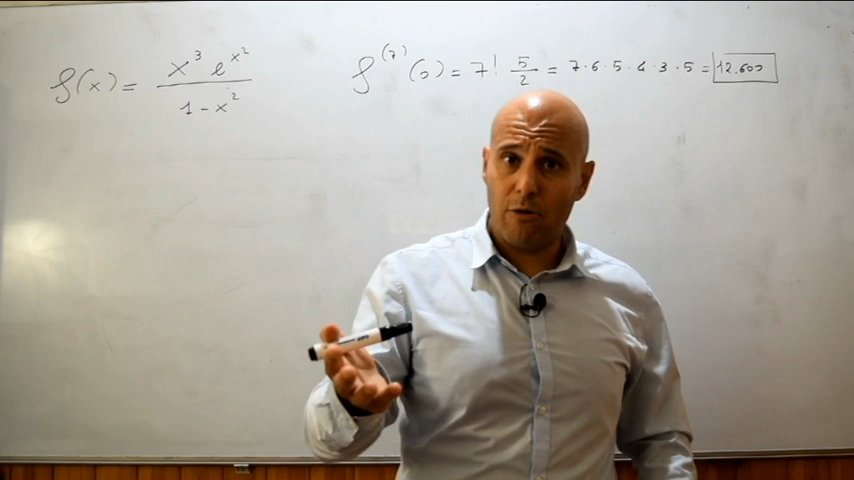 f(x) = x³ e^x² / 1 - x²
f⁽⁷⁾(0) = 7! 5/2 = 7·6·5·4·3·5 = 12.600